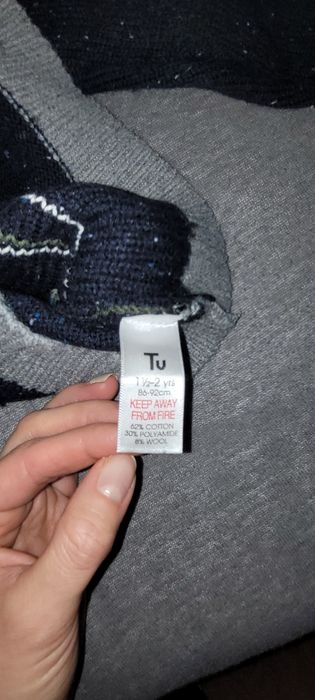 Tu
1½-2 yrs
86-92cm
KEEP AWAY
FROM FIRE
62% COTTON
30% POLYAMIDE
8% WOOL